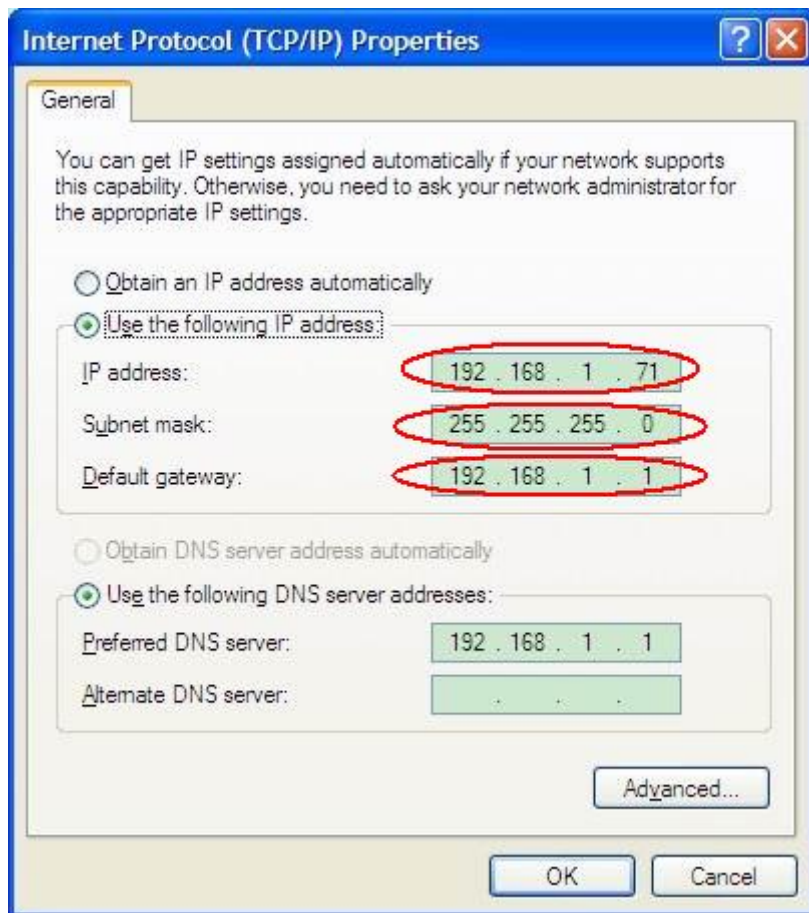 Internet Protocol (TCP/IP) Properties
General
You can get IP settings assigned automatically if your network supports
this capability. Otherwise, you need to ask your network administrator for
the appropriate IP settings.
Obtain an IP address automatically
Use the following IP address:
IP address: 192 . 168 . 1 . 71
Subnet mask: 255 . 255 . 255 . 0
Default gateway: 192 . 168 . 1 . 1
Obtain DNS server address automatically
Use the following DNS server addresses:
Preferred DNS server: 192 . 168 . 1 . 1
Alternate DNS server: . . .
Advanced...
OK Cancel